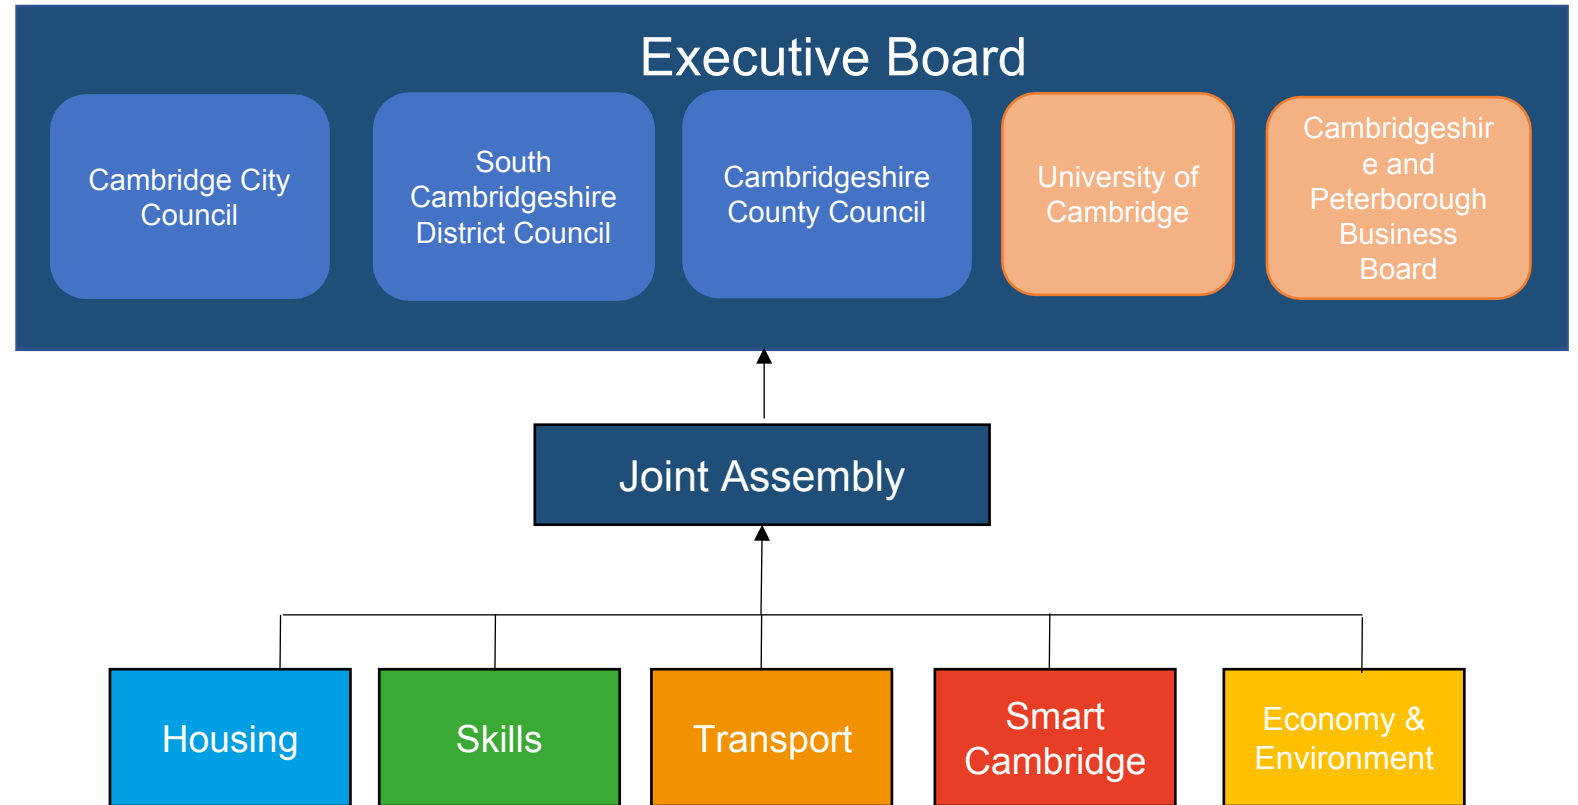 Executive Board
Cambridge City
Council
South
Cambridgeshire
District Council
Cambridgeshire
County Council
University of
Cambridge
Cambridgeshir
e and
Peterborough
Business
Board
Joint Assembly
Housing
Skills
Transport
Smart
Cambridge
Economy &
Environment